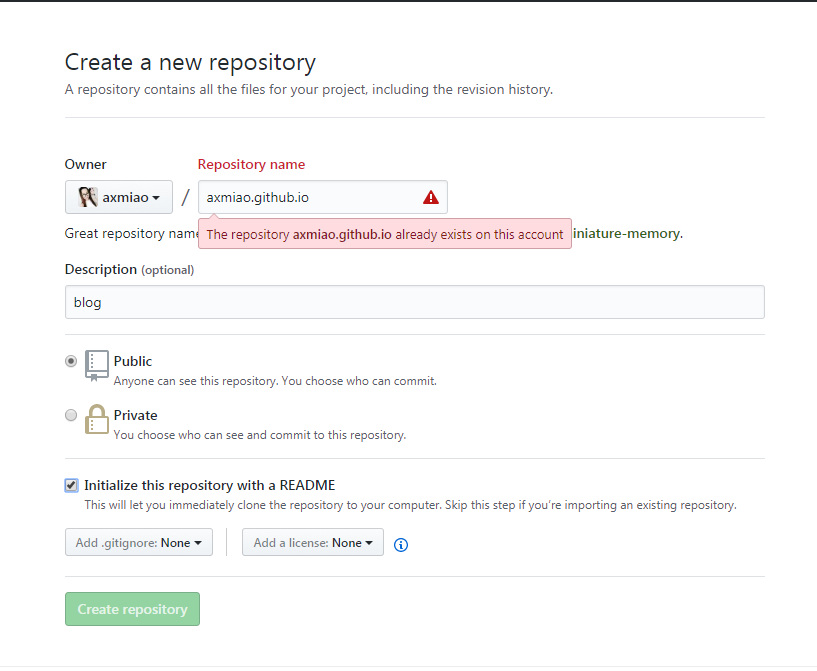 Create a new repository
A repository contains all the files for your project, including the revision history.
Owner Repository name
axmiao / axmiao.github.io
The repository axmiao.github.io already exists on this account
Great repository name iniature-memory.
Description (optional)
blog
Public
Anyone can see this repository. You choose who can commit.
Private
You choose who can see and commit to this repository.
Initialize this repository with a README
This will let you immediately clone the repository to your computer. Skip this step if you’re importing an existing repository.
Add .gitignore: None Add a license: None
Create repository